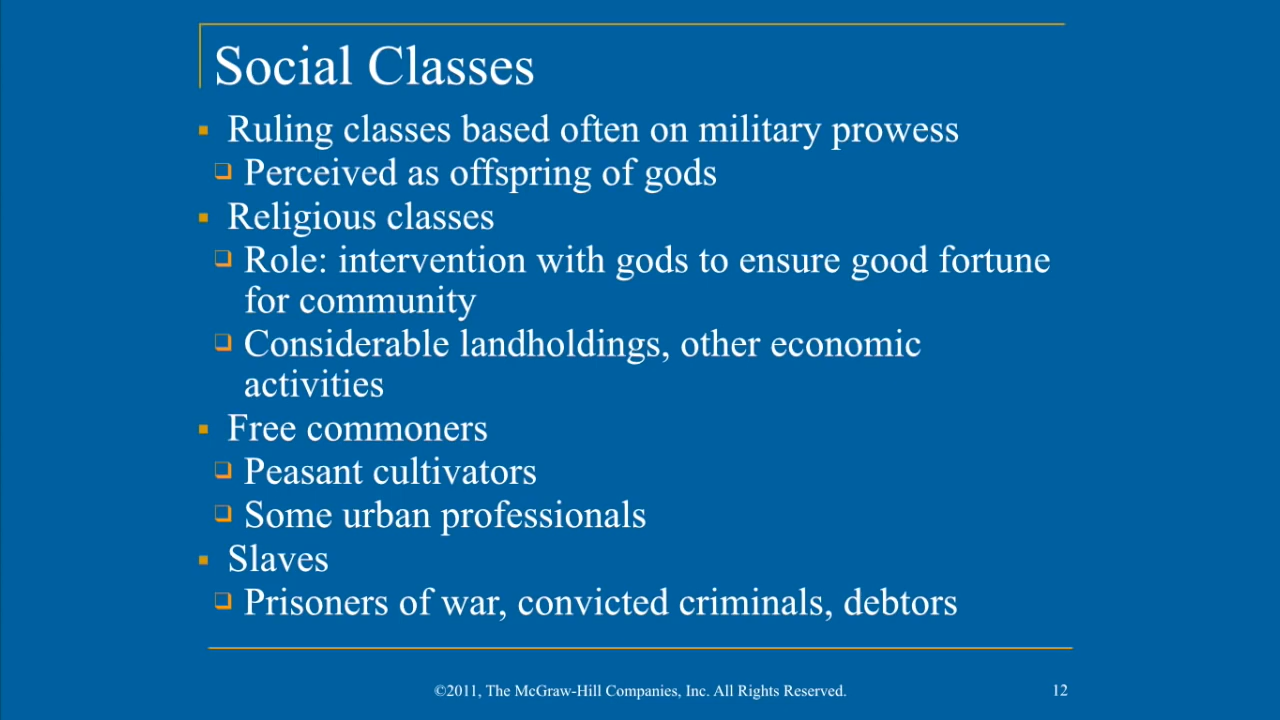 Social Classes
▪ Ruling classes based often on military prowess
❑ Perceived as offspring of gods
▪ Religious classes
❑ Role: intervention with gods to ensure good fortune
for community
❑ Considerable landholdings, other economic
activities
▪ Free commoners
❑ Peasant cultivators
❑ Some urban professionals
▪ Slaves
❑ Prisoners of war, convicted criminals, debtors
©2011, The McGraw-Hill Companies, Inc. All Rights Reserved.
12